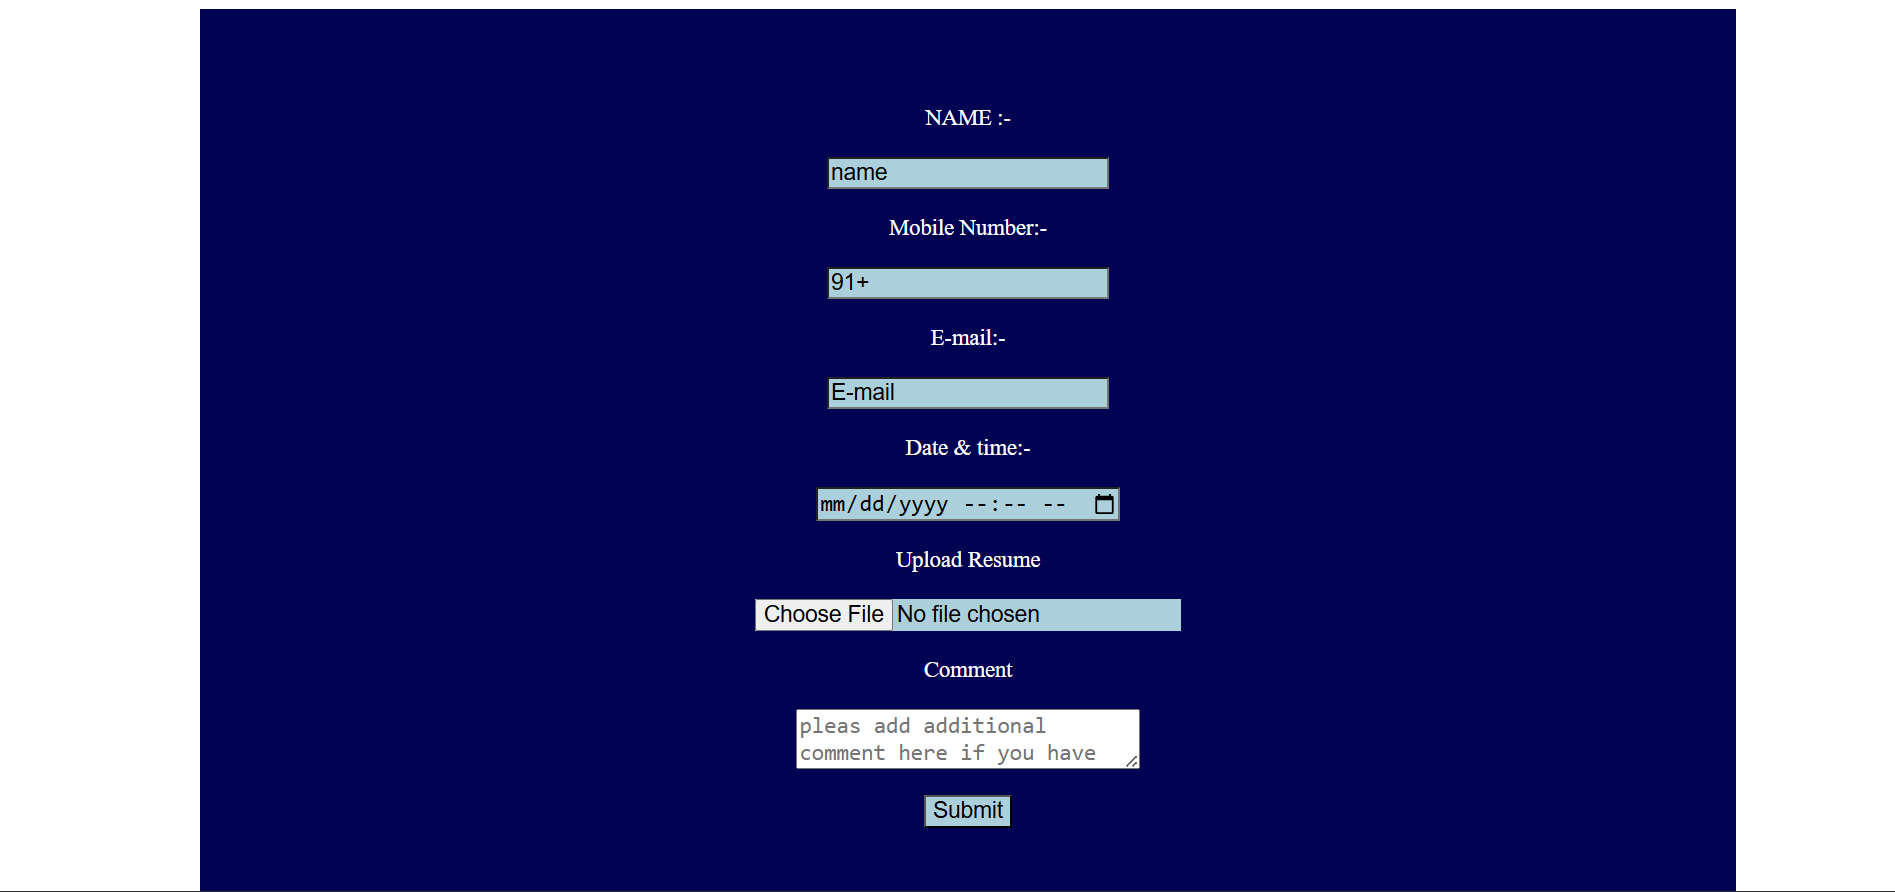 NAME :-
name
Mobile Number:-
91+
E-mail:-
E-mail
Date & time:-
mm/dd/yyyy --:-- --
Upload Resume
Choose File No file chosen
Comment
pleas add additional
comment here if you have
Submit